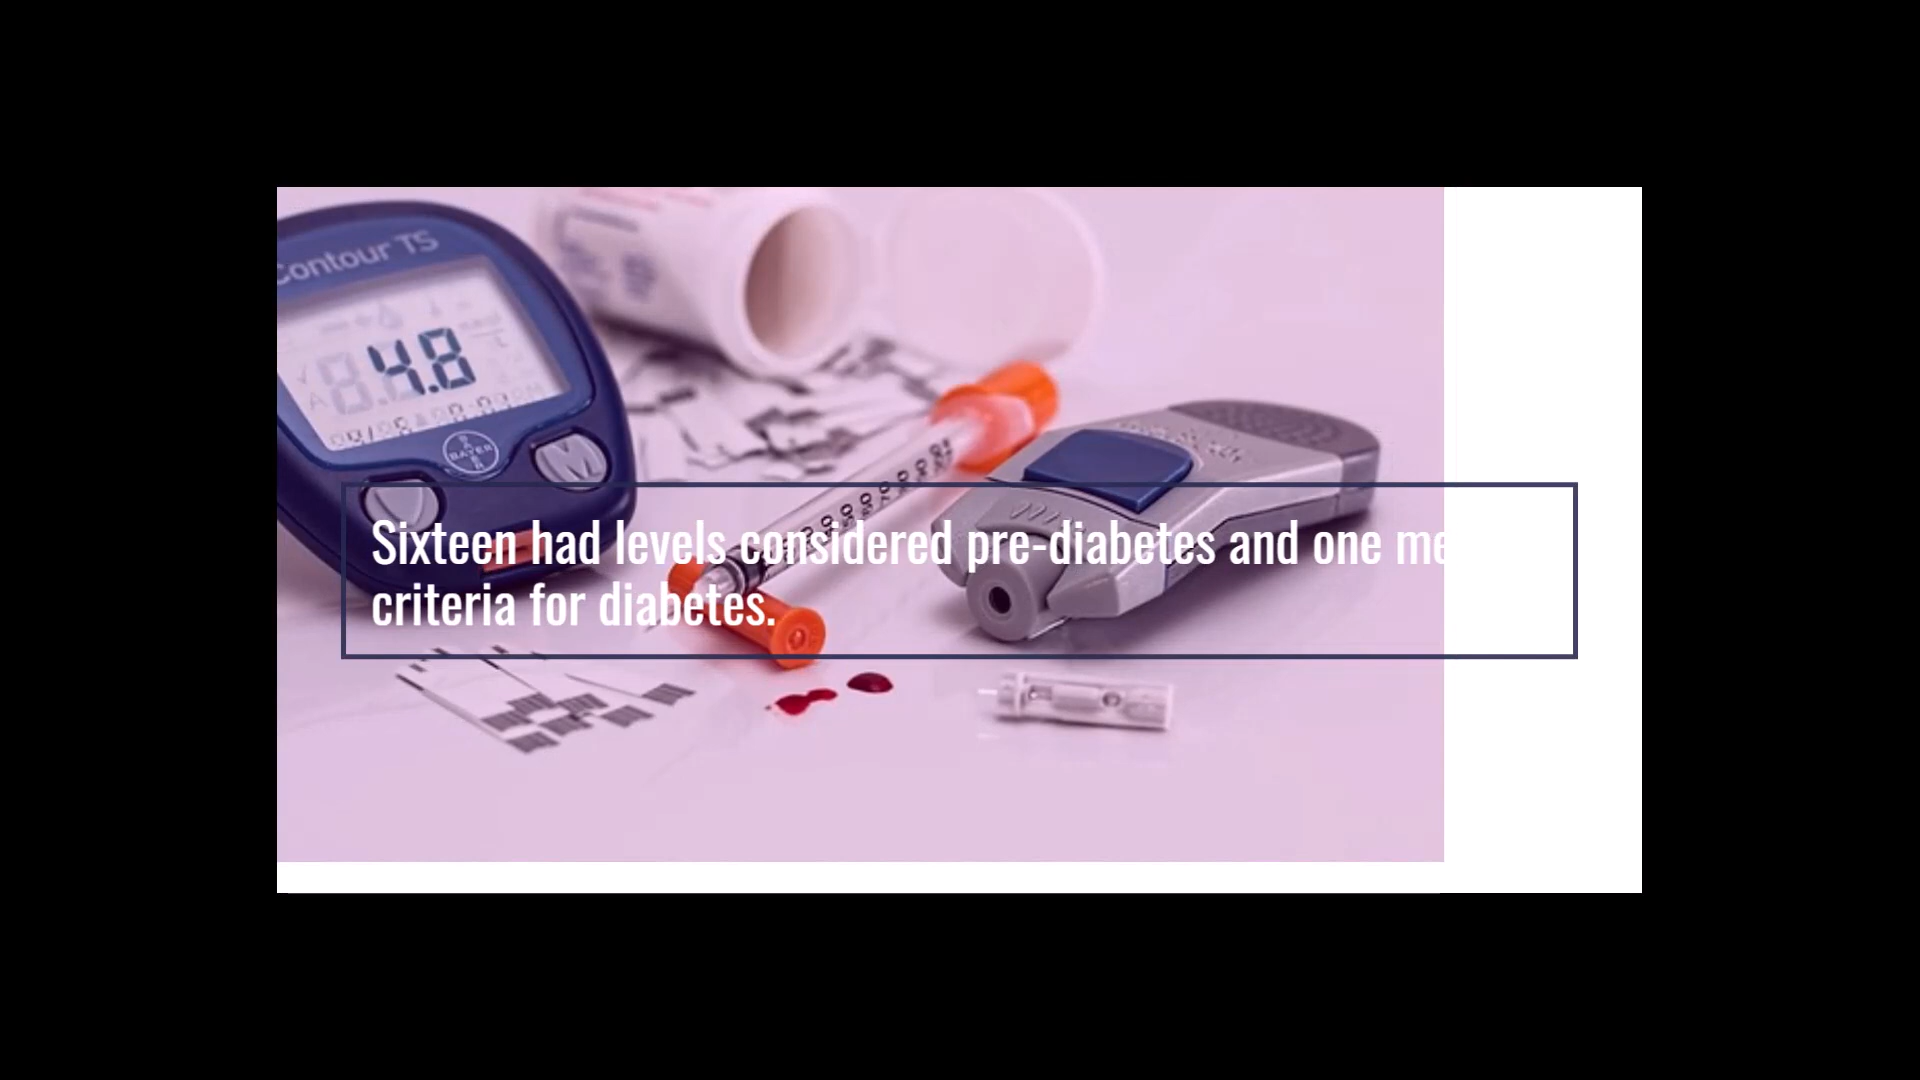 Contour TS
4.8
BAYER
M
Sixteen had levels considered pre-diabetes and one me
criteria for diabetes.